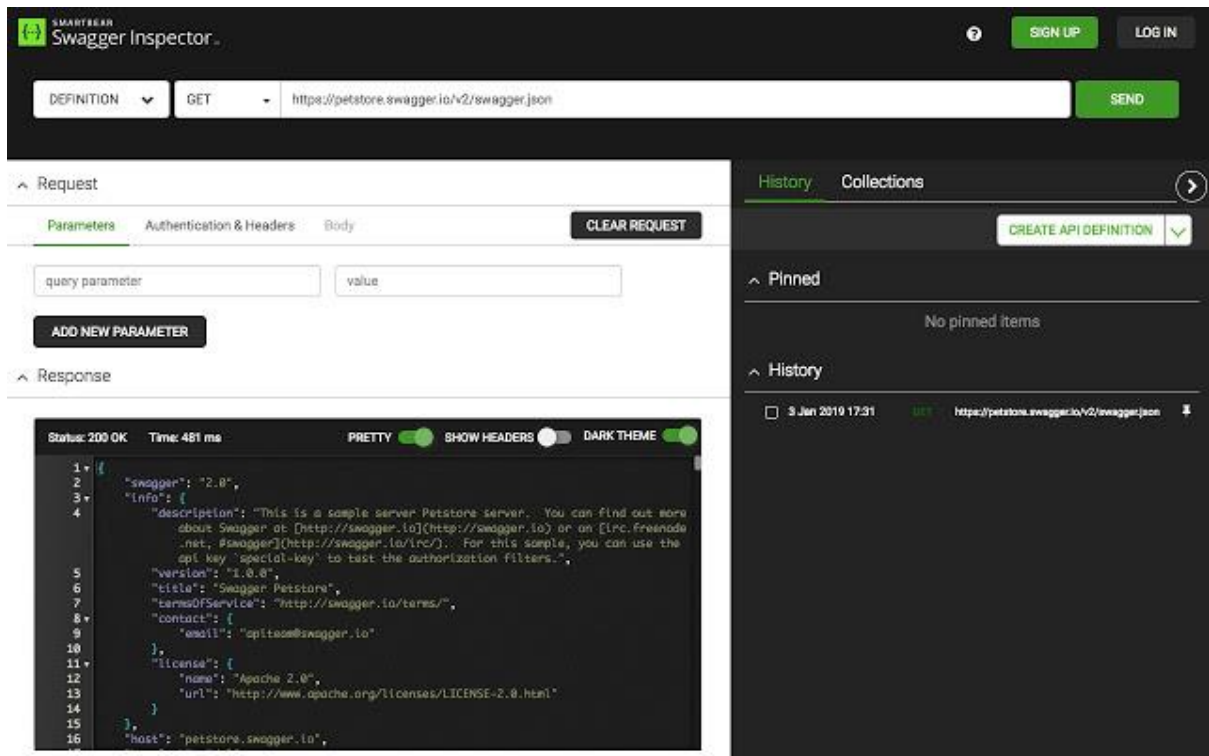 SMARTBEAR
Swagger Inspector
SIGN UP
LOG IN
DEFINITION
GET
https://petstore.swagger.io/v2/swagger.json
SEND
Request
Parameters
Authentication & Headers
Body
CLEAR REQUEST
query parameter
value
ADD NEW PARAMETER
Response
Status: 200 OK
Time: 481 ms
PRETTY
SHOW HEADERS
DARK THEME
1 {
2 "swagger": "2.0",
3 "info": {
4 "description": "This is a sample server Petstore server.  You can find out more
about Swagger at [http://swagger.io](http://swagger.io) or on [irc.freenode
.net, #swagger](http://swagger.io/irc/).  For this sample, you can use the
api key `special-key` to test the authorization filters.",
5 "version": "1.0.0",
6 "title": "Swagger Petstore",
7 "termsOfService": "http://swagger.io/terms/",
8 "contact": {
9 "email": "apiteam@swagger.io"
10 },
11 "license": {
12 "name": "Apache 2.0",
13 "url": "http://www.apache.org/licenses/LICENSE-2.0.html"
14 }
15 },
16 "host": "petstore.swagger.io",
History
Collections
CREATE API DEFINITION
Pinned
No pinned items
History
3 Jan 2019 17:31
GET
https://petstore.swagger.io/v2/swagger.json